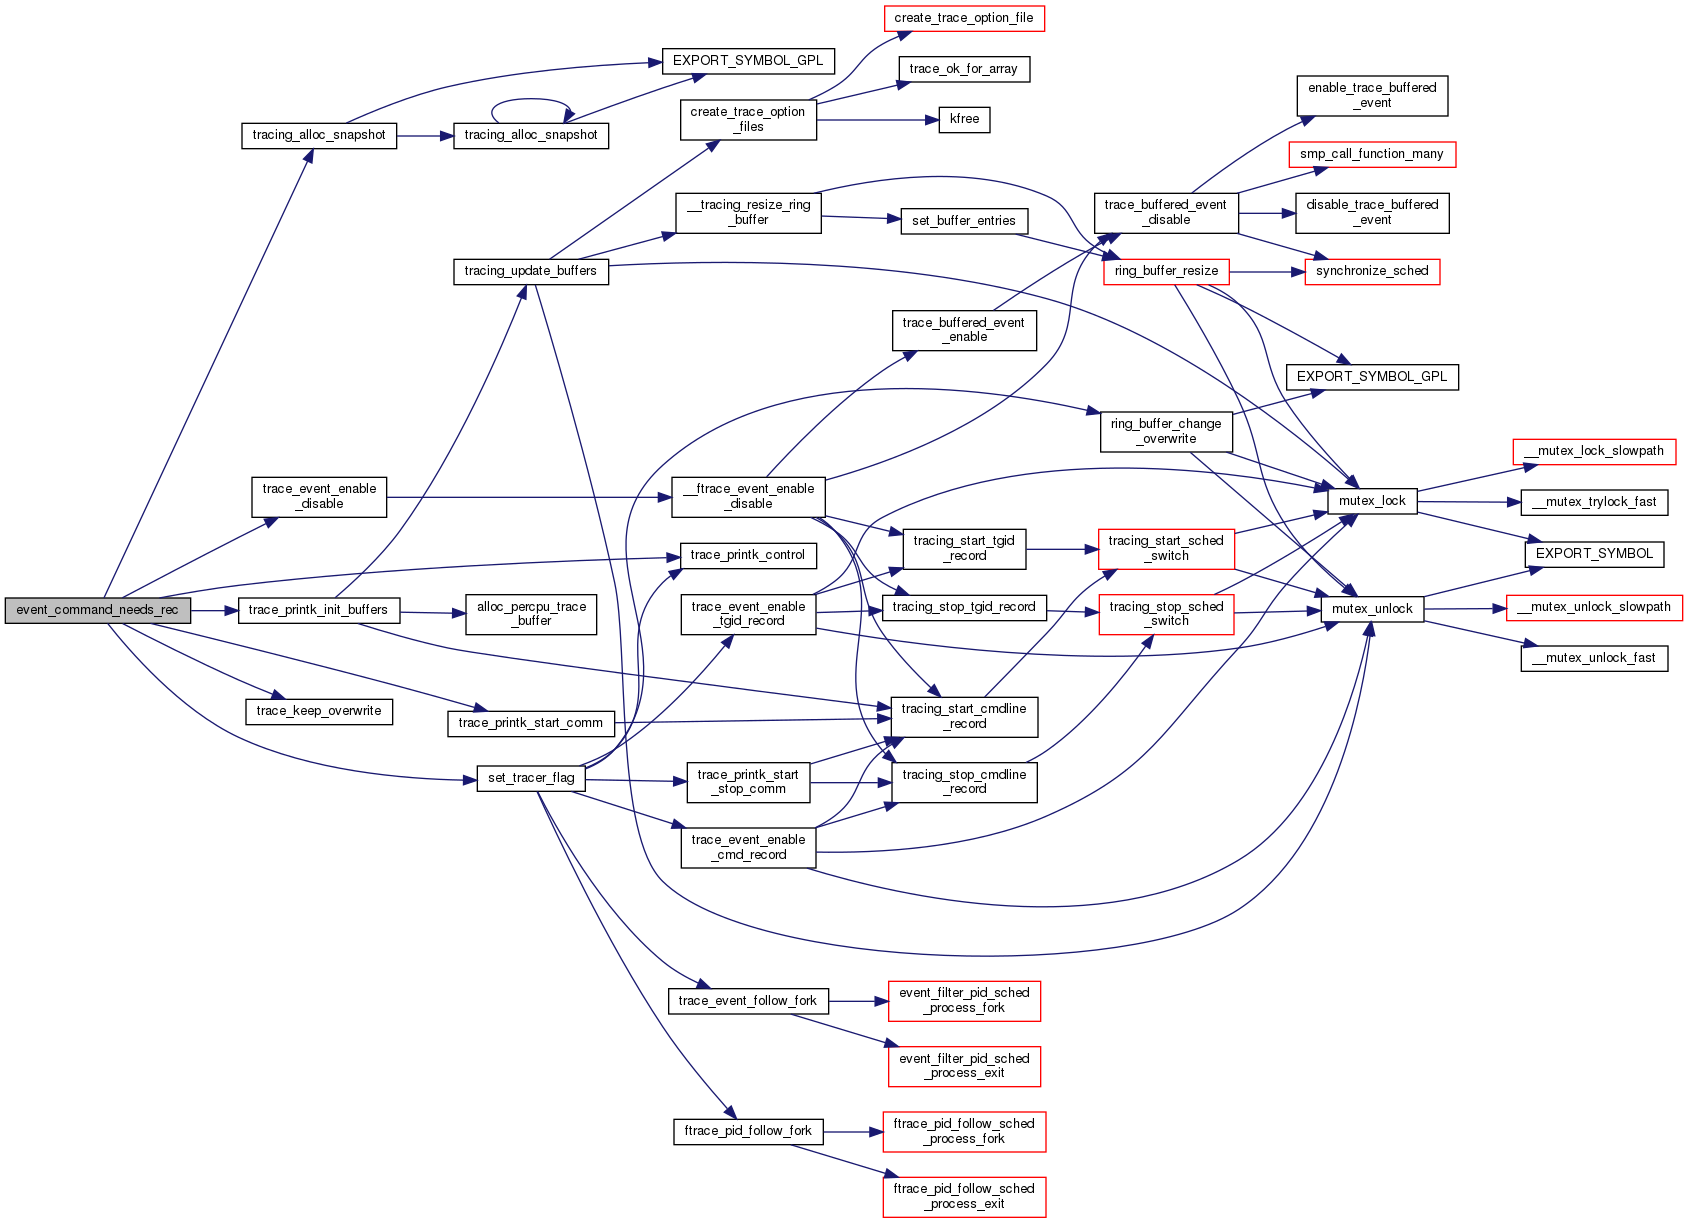 create_trace_option_file
EXPORT_SYMBOL_GPL
trace_ok_for_array
enable_trace_buffered
_event
create_trace_option
_files
kfree
tracing_alloc_snapshot
tracing_alloc_snapshot
smp_call_function_many
__tracing_resize_ring
_buffer
set_buffer_entries
trace_buffered_event
_disable
disable_trace_buffered
_event
tracing_update_buffers
ring_buffer_resize
synchronize_sched
trace_buffered_event
_enable
EXPORT_SYMBOL_GPL
ring_buffer_change
_overwrite
__mutex_lock_slowpath
trace_event_enable
_disable
__ftrace_event_enable
_disable
mutex_lock
__mutex_trylock_fast
trace_printk_control
tracing_start_tgid
_record
tracing_start_sched
_switch
EXPORT_SYMBOL
event_command_needs_rec
trace_printk_init_buffers
alloc_percpu_trace
_buffer
trace_event_enable
_tgid_record
tracing_stop_tgid_record
tracing_stop_sched
_switch
mutex_unlock
__mutex_unlock_slowpath
__mutex_unlock_fast
trace_keep_overwrite
trace_printk_start_comm
tracing_start_cmdline
_record
set_tracer_flag
trace_printk_start
_stop_comm
tracing_stop_cmdline
_record
trace_event_enable
_cmd_record
trace_event_follow_fork
event_filter_pid_sched
_process_fork
event_filter_pid_sched
_process_exit
ftrace_pid_follow_fork
ftrace_pid_follow_sched
_process_fork
ftrace_pid_follow_sched
_process_exit